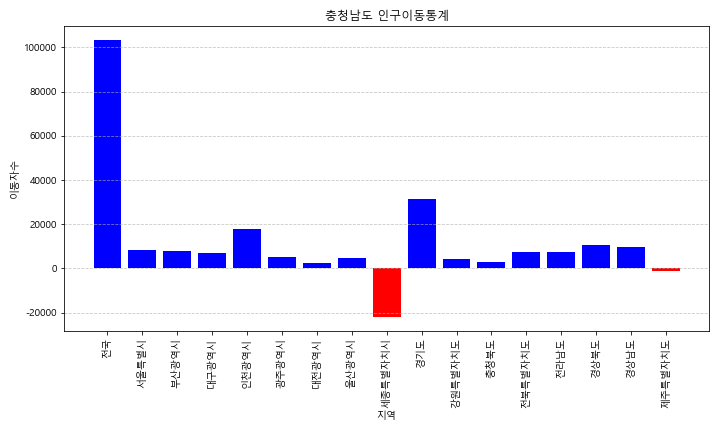 충청남도 인구이동통계
이동자수
100000
80000
60000
40000
20000
0
-20000
전국
서울특별시
부산광역시
대구광역시
인천광역시
광주광역시
대전광역시
울산광역시
세종특별자치시
경기도
강원특별자치도
충청북도
전북특별자치도
전라남도
경상북도
경상남도
제주특별자치도
지역